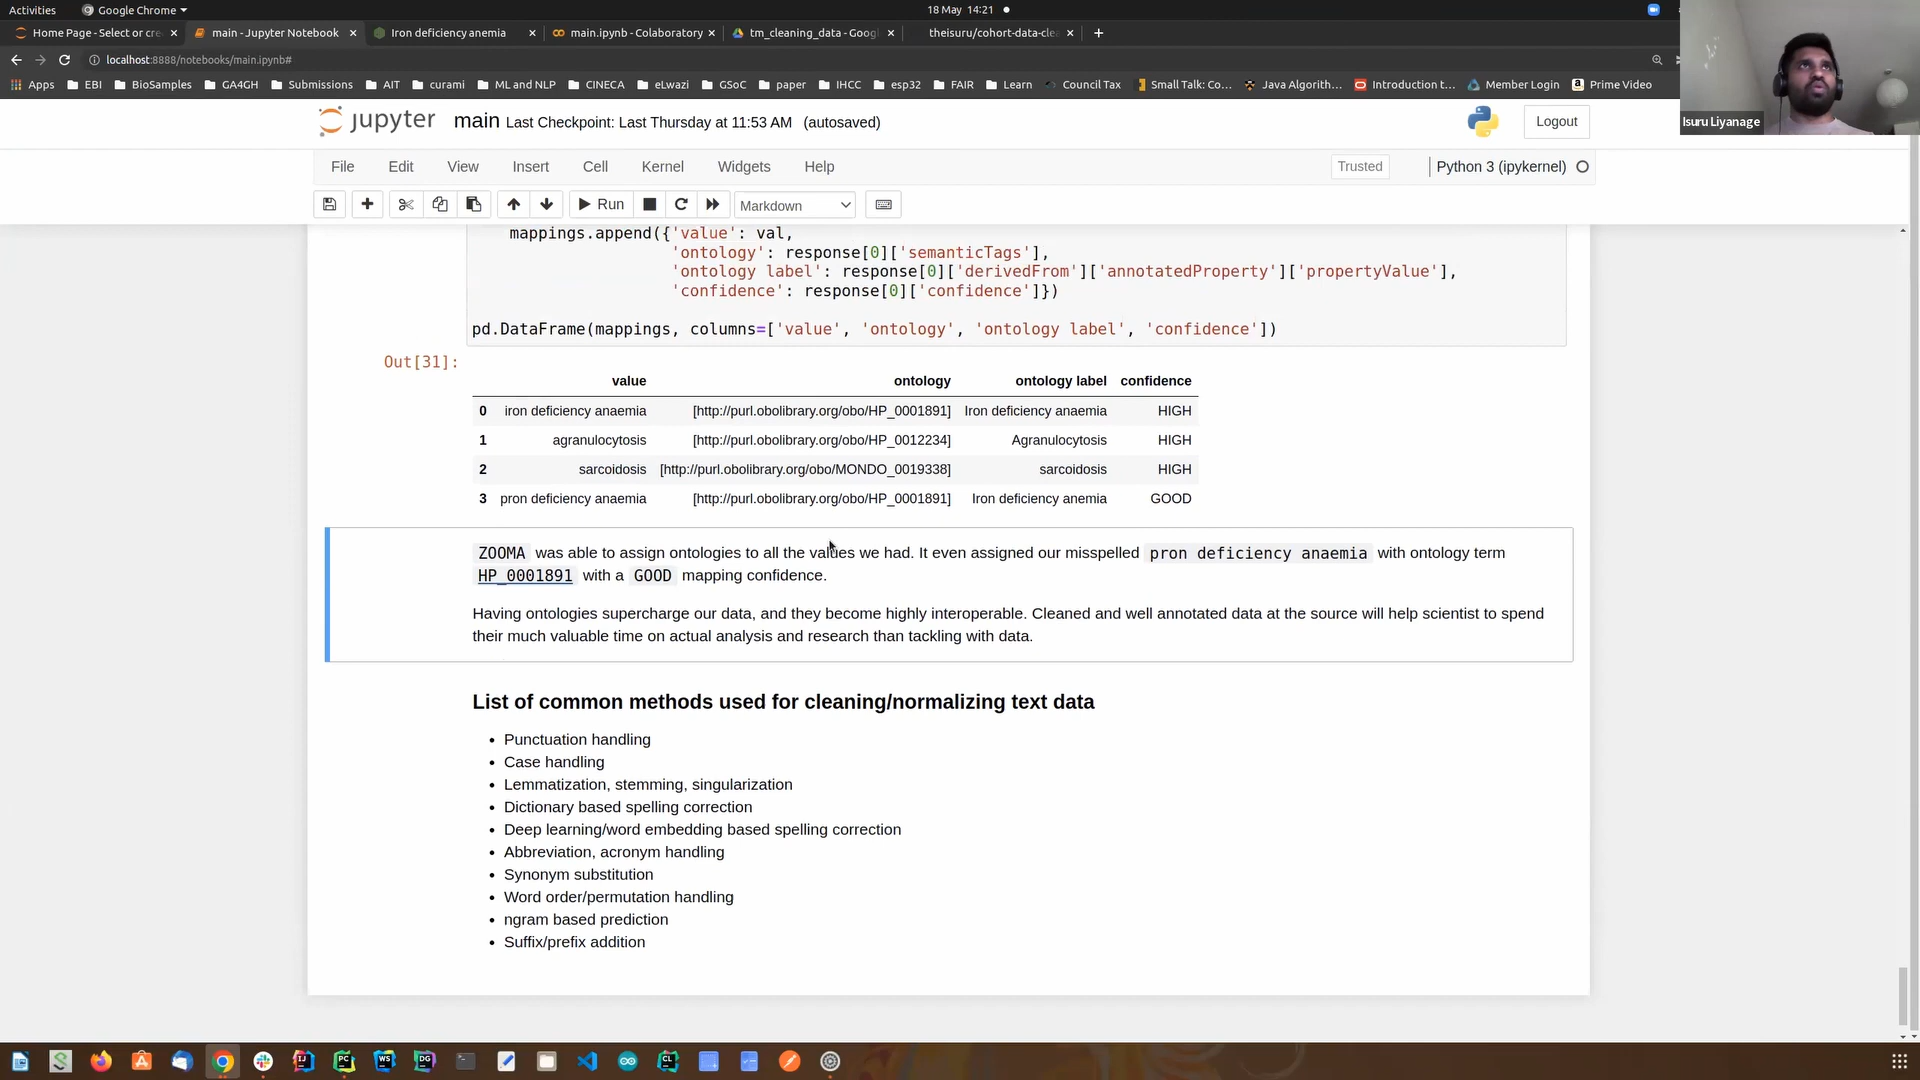 Activities Google Chrome 18 May 14:21
Home Page - Select or cre main - Jupyter Notebook Iron deficiency anaemia main.ipynb - Colaboratory tm_cleaning_data - Googl theisuru/cohort-data-cle
localhost:8888/notebooks/main.ipynb#
Apps EBI BioSamples GA4GH Submissions AIT curami ML and NLP CINECA eLwazi GSoC paper IHCC esp32 FAIR Learn Council Tax Small Talk: Co... Java Algorith... Introduction t... Member Login Prime Video
Isuru Liyanage
jupyter main Last Checkpoint: Last Thursday at 11:53 AM (autosaved) Logout
File Edit View Insert Cell Kernel Widgets Help Trusted Python 3 (ipykernel)
Run Markdown
mappings.append({'value': val,
'ontology': response[0]['semanticTags'],
'ontology label': response[0]['derivedFrom']['annotatedProperty']['propertyValue'],
'confidence': response[0]['confidence']})
pd.DataFrame(mappings, columns=['value', 'ontology', 'ontology label', 'confidence'])
Out[31]:
value ontology ontology label confidence
0 iron deficiency anaemia [http://purl.obolibrary.org/obo/HP_0001891] Iron deficiency anaemia HIGH
1 agranulocytosis [http://purl.obolibrary.org/obo/HP_0012234] Agranulocytosis HIGH
2 sarcoidosis [http://purl.obolibrary.org/obo/MONDO_0019338] sarcoidosis HIGH
3 pron deficiency anaemia [http://purl.obolibrary.org/obo/HP_0001891] Iron deficiency anemia GOOD
ZOOMA was able to assign ontologies to all the values we had. It even assigned our misspelled pron deficiency anaemia with ontology term
HP_0001891 with a GOOD mapping confidence.
Having ontologies supercharge our data, and they become highly interoperable. Cleaned and well annotated data at the source will help scientist to spend
their much valuable time on actual analysis and research than tackling with data.
List of common methods used for cleaning/normalizing text data
• Punctuation handling
• Case handling
• Lemmatization, stemming, singularization
• Dictionary based spelling correction
• Deep learning/word embedding based spelling correction
• Abbreviation, acronym handling
• Synonym substitution
• Word order/permutation handling
• ngram based prediction
• Suffix/prefix addition